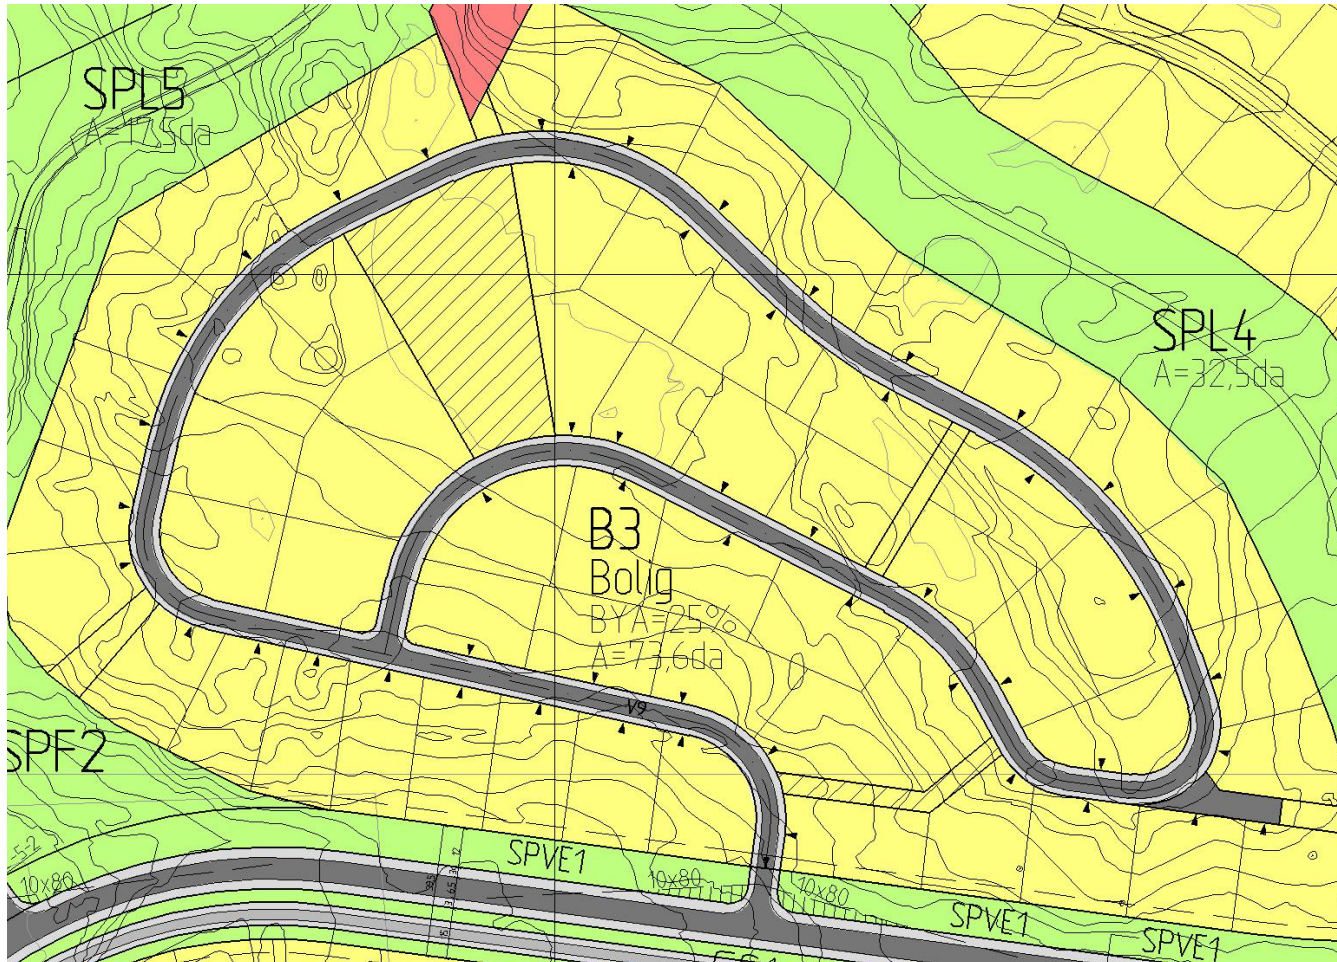 SPL5
A=17,5da
SPL4
A=32,5da
B3
Bolig
BYA=25%
A=73,6da
V9
SPF2
SPVE1
10x80
10x80
10x80
SPVE1
SPVE1